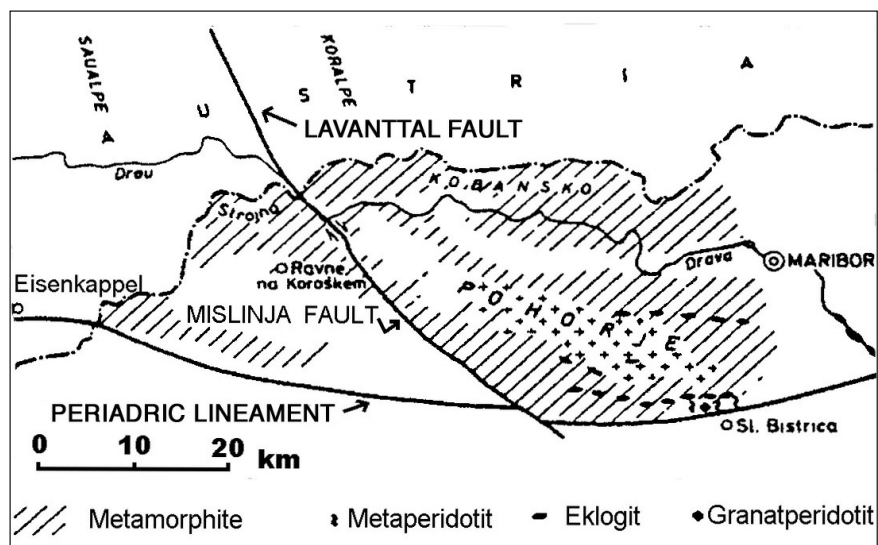 SAUALPE
KORALPE
A U S T R I A
LAVANTTAL FAULT
Drau
KOBANSKO
Strojna
Drava
MARIBOR
Ravne
na Koroškem
Eisenkappel
POHORJE
MISLINJA FAULT
PERIADRIC LINEAMENT
Sl. Bistrica
0 10 20
km
Metamorphite
Metaperidotit
Eklogit
Granatperidotit